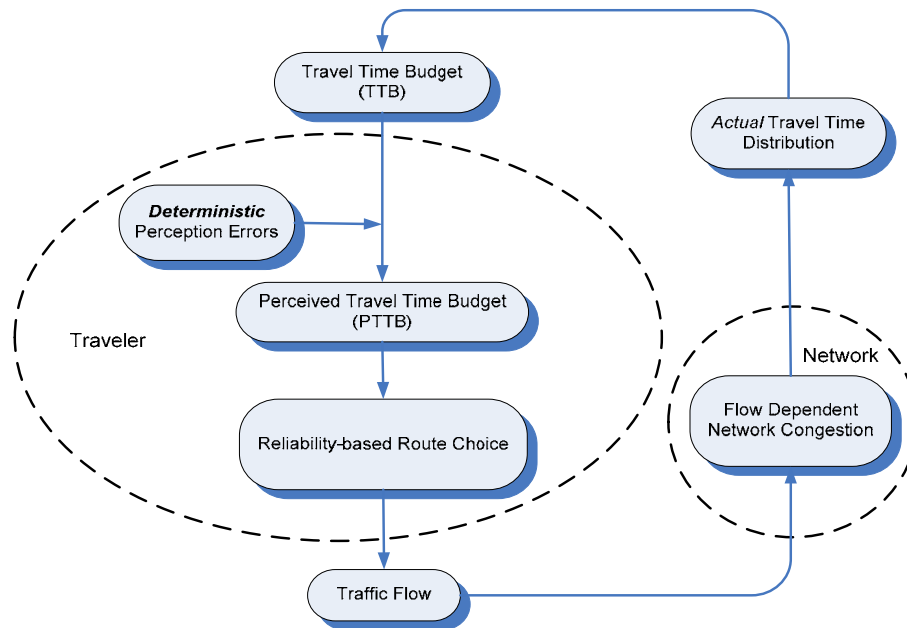 Travel Time Budget
(TTB)
Actual Travel Time
Distribution
Deterministic
Perception Errors
Perceived Travel Time Budget
(PTTB)
Traveler
Network
Flow Dependent
Network Congestion
Reliability-based Route Choice
Traffic Flow